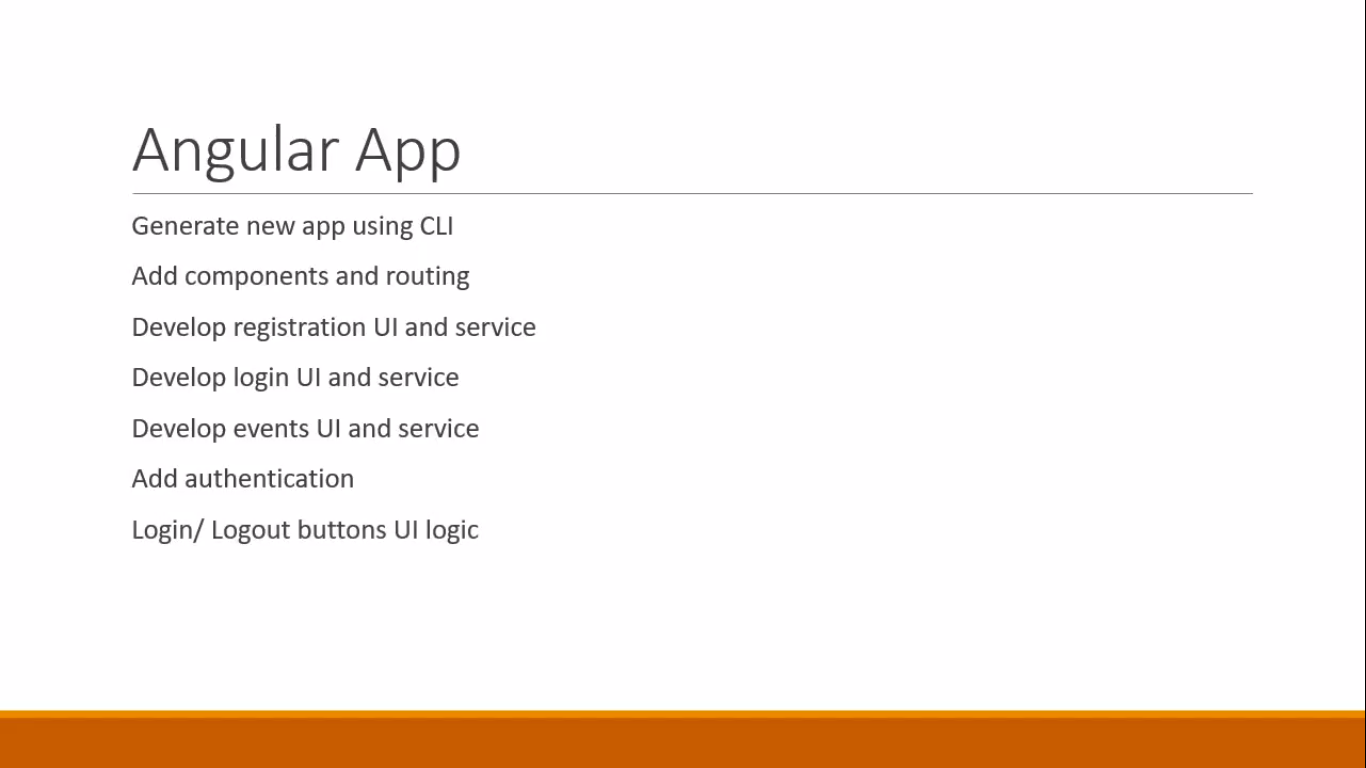 Angular App
Generate new app using CLI
Add components and routing
Develop registration UI and service
Develop login UI and service
Develop events UI and service
Add authentication
Login/ Logout buttons UI logic